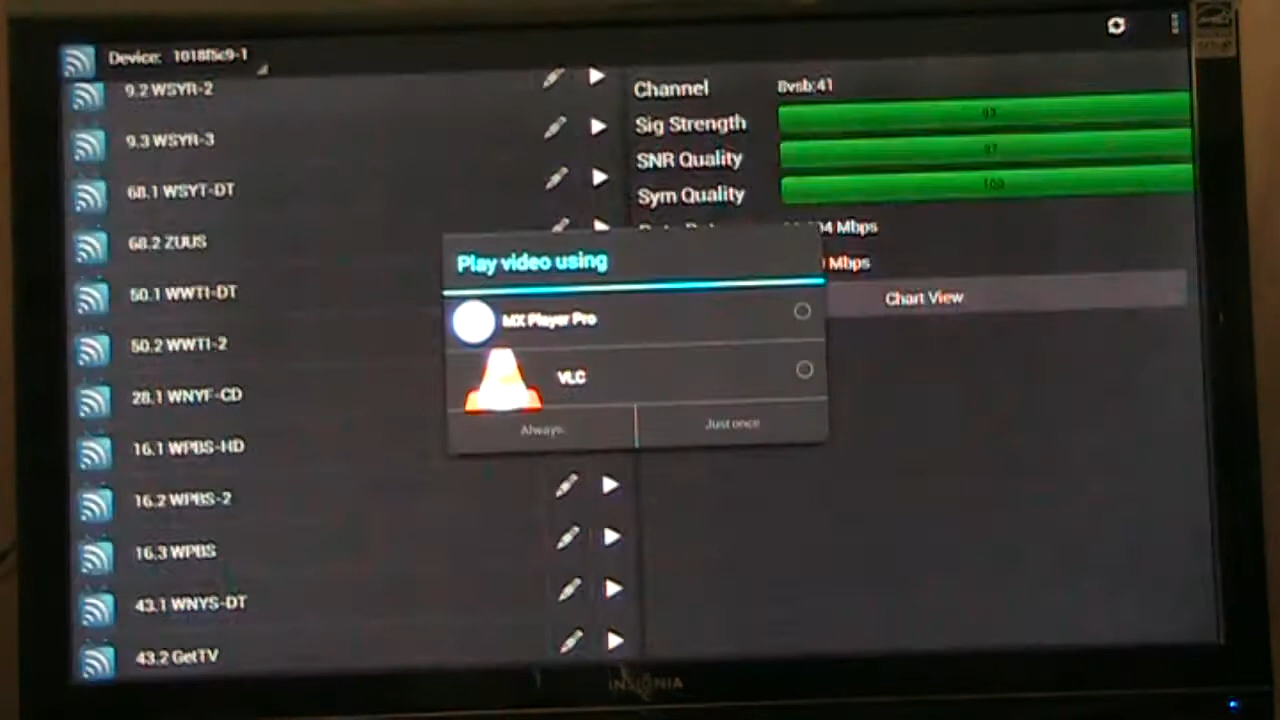 Device: 1018f5c9-1
9.2 WSYR-2
9.3 WSYR-3
68.1 WSYT-DT
68.2 ZUUS
50.1 WWTI-DT
50.2 WWTI-2
28.1 WNYF-CD
16.1 WPBS-HD
16.2 WPBS-2
16.3 WPBS
43.1 WNYS-DT
43.2 GetTV
Channel 8vsb:41
Sig Strength
SNR Quality
Sym Quality 100
Mbps
Mbps
Chart View
Play video using
MX Player Pro
VLC
Always
Just once
INSIGNIA